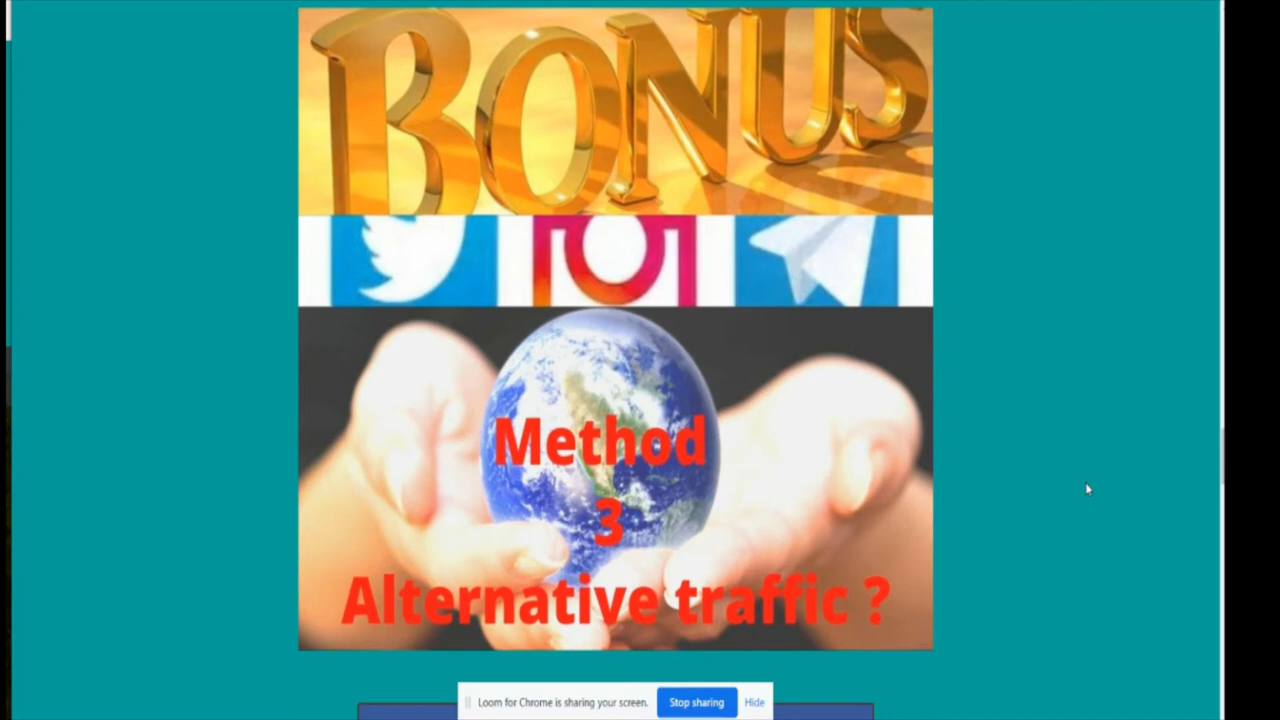 BONUS
Method
3
Alternative traffic ?
Loom for Chrome is sharing your screen.
Stop sharing
Hide